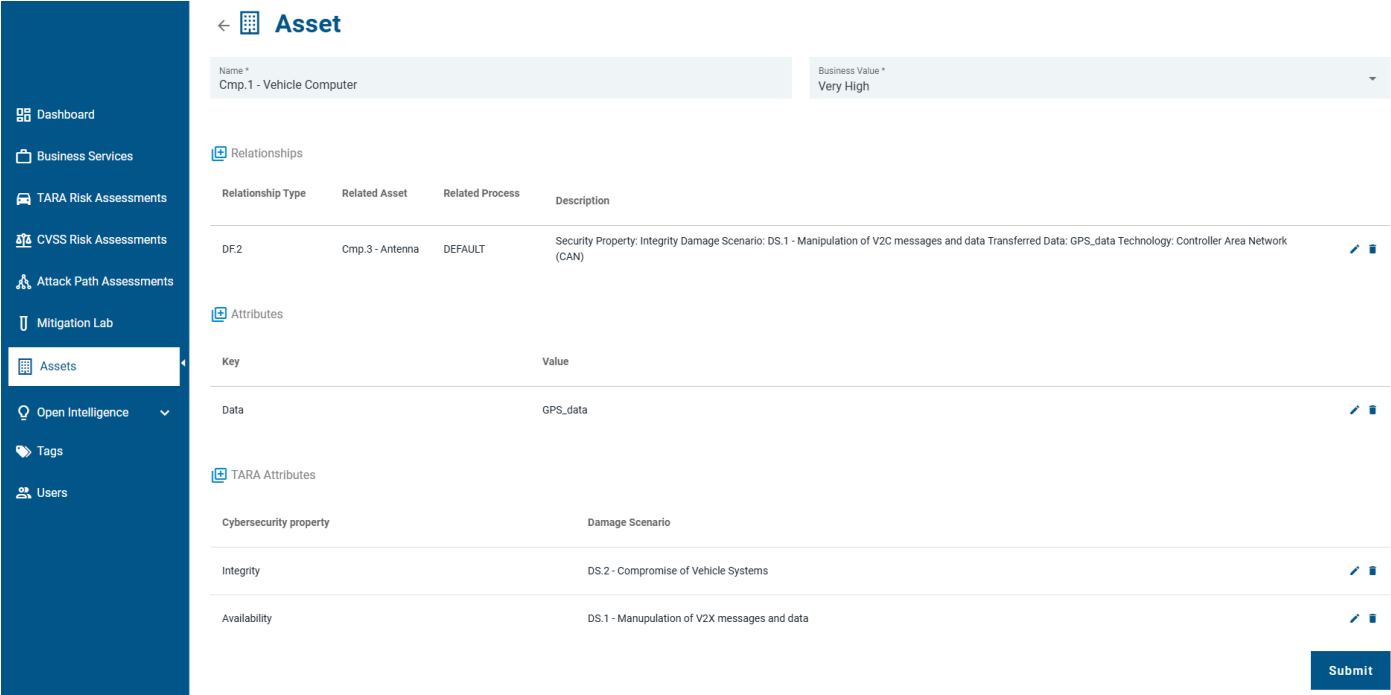 Asset
Name *
Cmp.1 - Vehicle Computer
Business Value *
Very High
Dashboard
Business Services
TARA Risk Assessments
CVSS Risk Assessments
Attack Path Assessments
Mitigation Lab
Assets
Open Intelligence
Tags
Users
Relationships
Relationship Type Related Asset Related Process Description
DF.2 Cmp.3 - Antenna DEFAULT Security Property: Integrity Damage Scenario: DS.1 - Manipulation of V2C messages and data Transferred Data: GPS_data Technology: Controller Area Network
(CAN)
Attributes
Key Value
Data GPS_data
TARA Attributes
Cybersecurity property Damage Scenario
Integrity DS.2 - Compromise of Vehicle Systems
Availability DS.1 - Manupulation of V2X messages and data
Submit